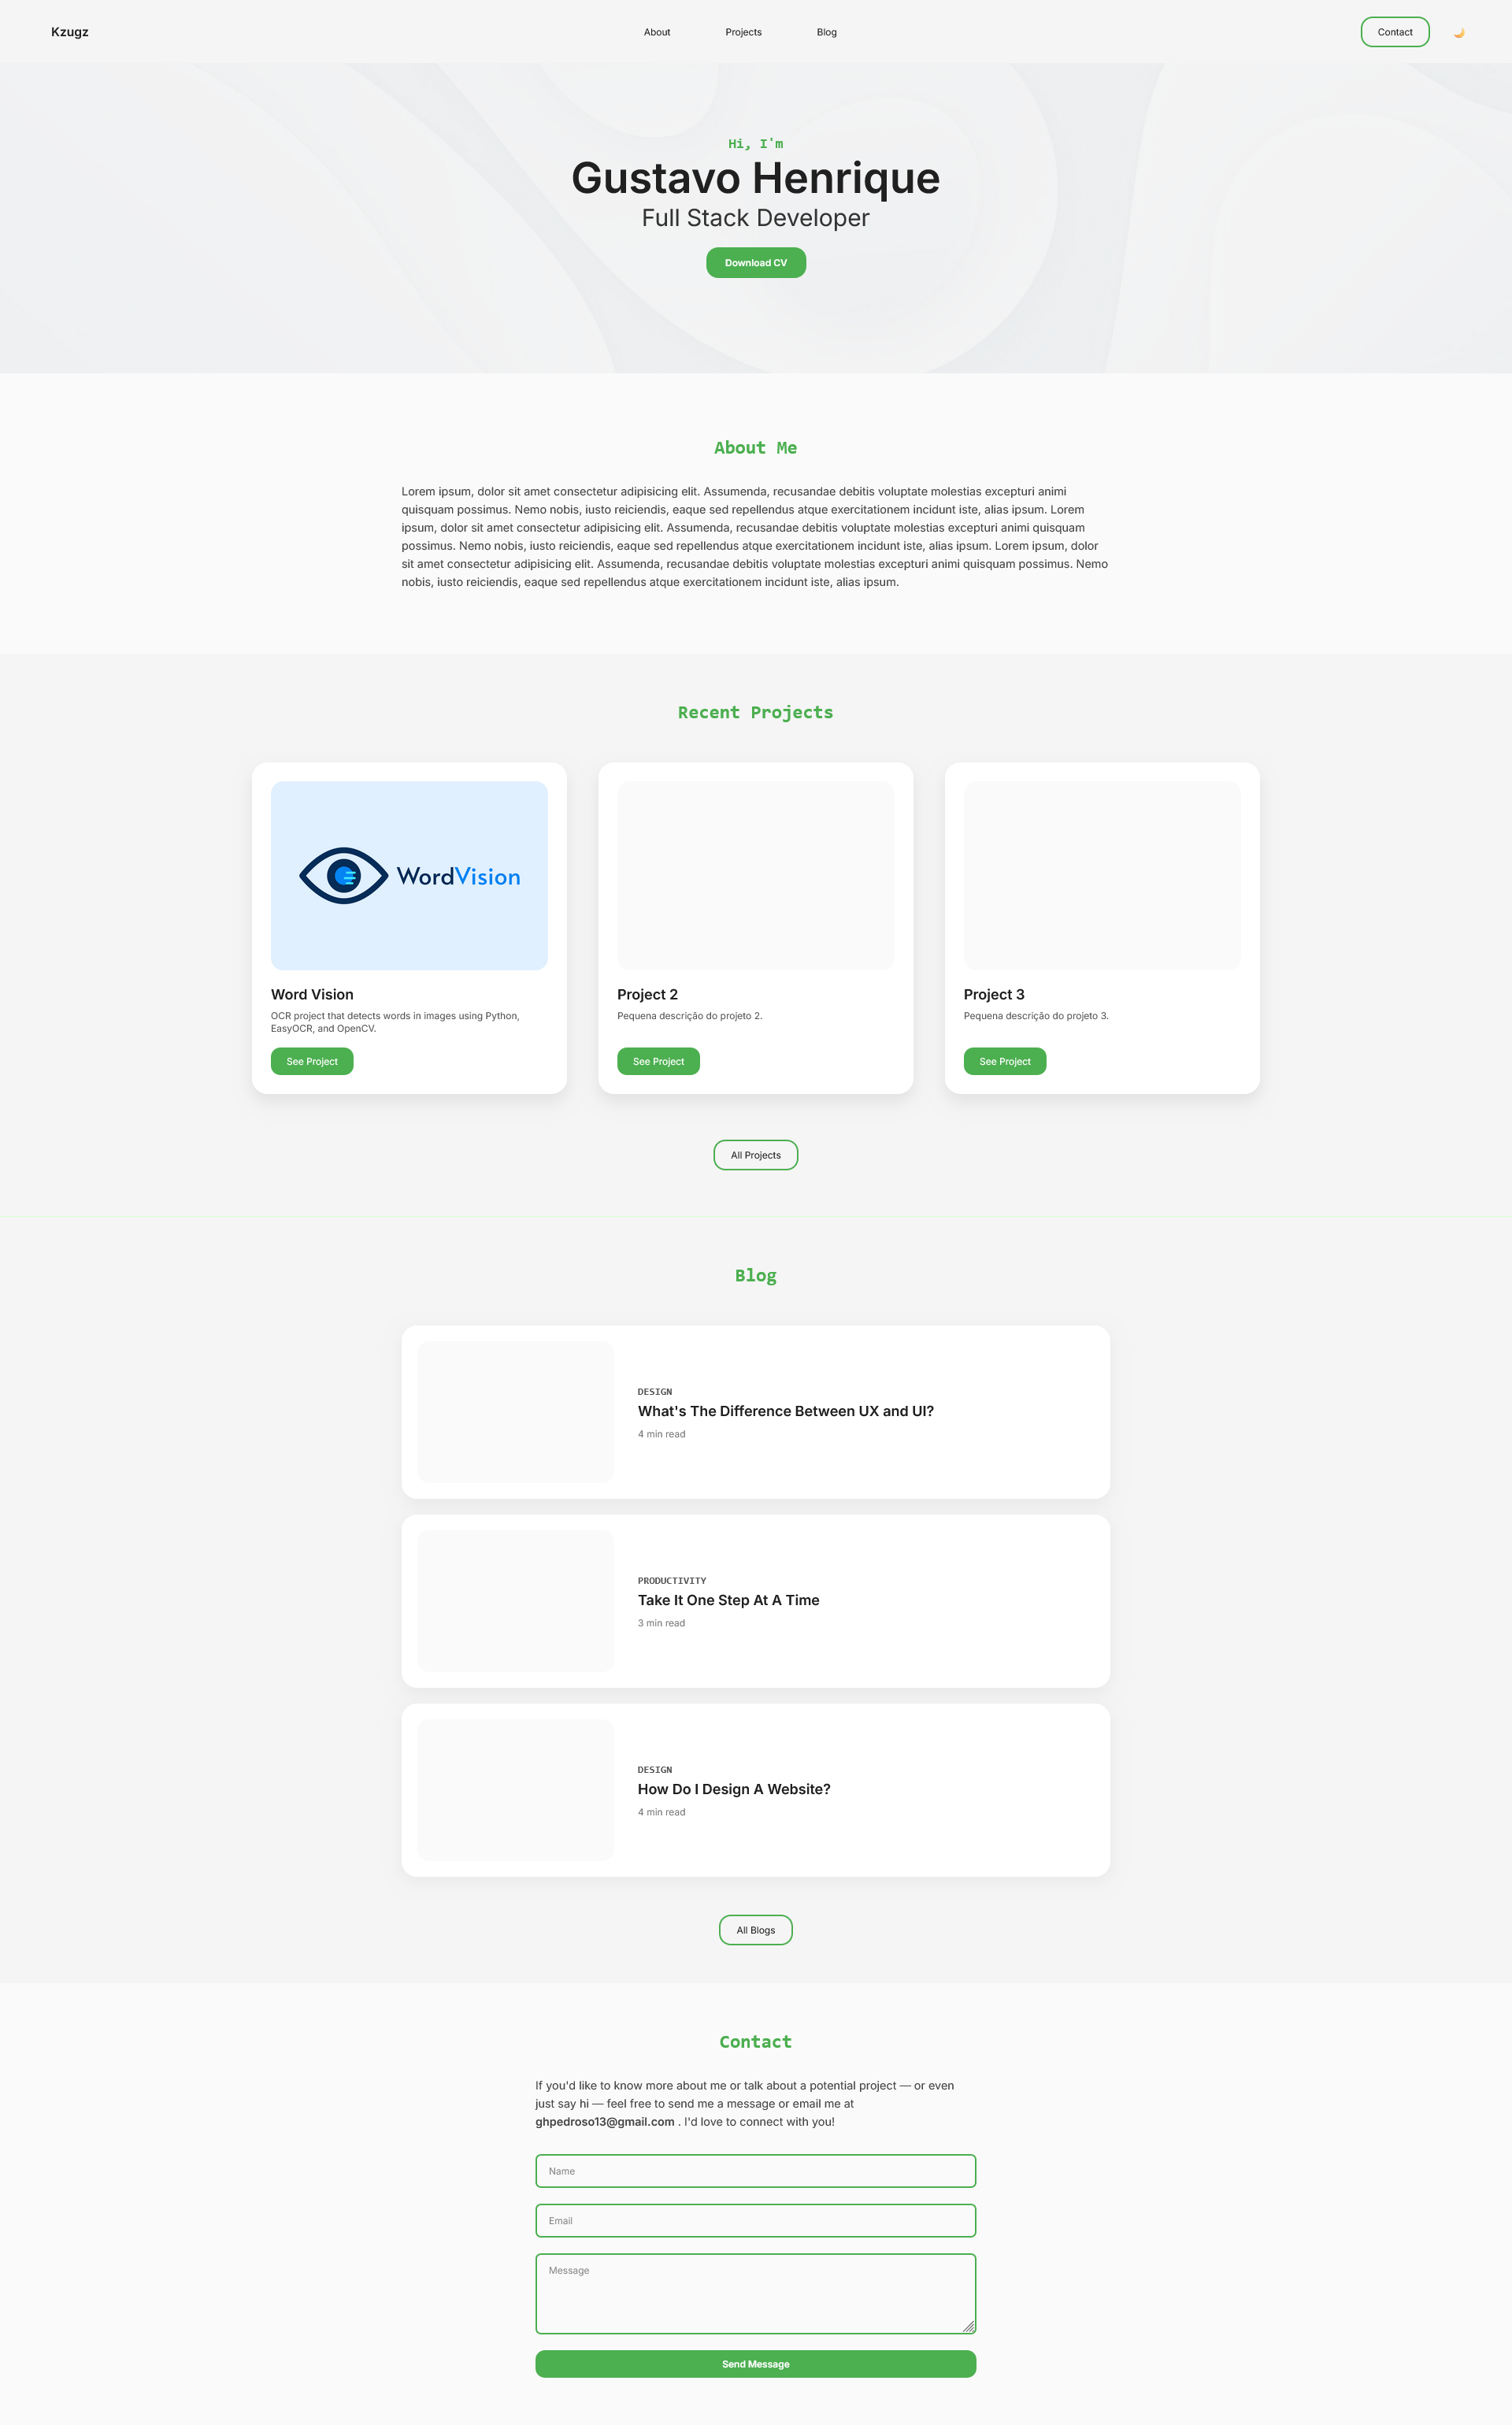 Kzugz
About
Projects
Blog
Contact
Hi, I'm
Gustavo Henrique
Full Stack Developer
Download CV
About Me
Lorem ipsum, dolor sit amet consectetur adipisicing elit. Assumenda, recusandae debitis voluptate molestias excepturi animi
quisquam possimus. Nemo nobis, iusto reiciendis, eaque sed repellendus atque exercitationem incidunt iste, alias ipsum. Lorem
ipsum, dolor sit amet consectetur adipisicing elit. Assumenda, recusandae debitis voluptate molestias excepturi animi quisquam
possimus. Nemo nobis, iusto reiciendis, eaque sed repellendus atque exercitationem incidunt iste, alias ipsum. Lorem ipsum, dolor
sit amet consectetur adipisicing elit. Assumenda, recusandae debitis voluptate molestias excepturi animi quisquam possimus. Nemo
nobis, iusto reiciendis, eaque sed repellendus atque exercitationem incidunt iste, alias ipsum.
Recent Projects
WordVision
Word Vision
OCR project that detects words in images using Python,
EasyOCR, and OpenCV.
See Project
Project 2
Pequena descrição do projeto 2.
See Project
Project 3
Pequena descrição do projeto 3.
See Project
All Projects
Blog
DESIGN
What's The Difference Between UX and UI?
4 min read
PRODUCTIVITY
Take It One Step At A Time
3 min read
DESIGN
How Do I Design A Website?
4 min read
All Blogs
Contact
If you'd like to know more about me or talk about a potential project — or even
just say hi — feel free to send me a message or email me at
ghpedroso13@gmail.com . I'd love to connect with you!
Name
Email
Message
Send Message